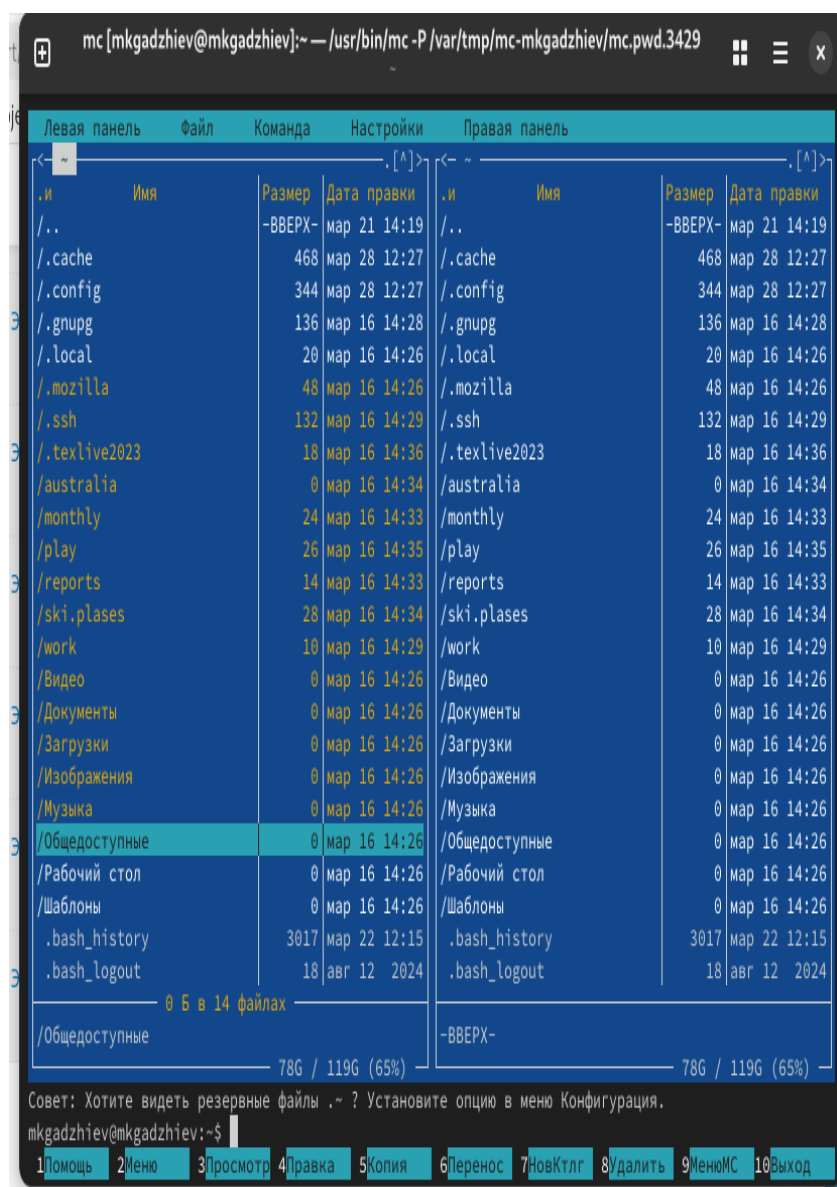 mc [mkgadzhiev@mkgadzhiev]:~ — /usr/bin/mc -P /var/tmp/mc-mkgadzhiev/mc.pwd.3429
~
Левая панель Файл Команда Настройки Правая панель
<— ~ .[^]> <— ~ .[^]>
.и Имя Размер Дата правки .и Имя Размер Дата правки
/.. -ВВЕРХ- мар 21 14:19 /.. -ВВЕРХ- мар 21 14:19
/.cache 468 мар 28 12:27 /.cache 468 мар 28 12:27
/.config 344 мар 28 12:27 /.config 344 мар 28 12:27
/.gnupg 136 мар 16 14:28 /.gnupg 136 мар 16 14:28
/.local 20 мар 16 14:26 /.local 20 мар 16 14:26
/.mozilla 48 мар 16 14:26 /.mozilla 48 мар 16 14:26
/.ssh 132 мар 16 14:29 /.ssh 132 мар 16 14:29
/.texlive2023 18 мар 16 14:36 /.texlive2023 18 мар 16 14:36
/australia 0 мар 16 14:34 /australia 0 мар 16 14:34
/monthly 24 мар 16 14:33 /monthly 24 мар 16 14:33
/play 26 мар 16 14:35 /play 26 мар 16 14:35
/reports 14 мар 16 14:33 /reports 14 мар 16 14:33
/ski.plases 28 мар 16 14:34 /ski.plases 28 мар 16 14:34
/work 10 мар 16 14:29 /work 10 мар 16 14:29
/Видео 0 мар 16 14:26 /Видео 0 мар 16 14:26
/Документы 0 мар 16 14:26 /Документы 0 мар 16 14:26
/Загрузки 0 мар 16 14:26 /Загрузки 0 мар 16 14:26
/Изображения 0 мар 16 14:26 /Изображения 0 мар 16 14:26
/Музыка 0 мар 16 14:26 /Музыка 0 мар 16 14:26
/Общедоступные 0 мар 16 14:26 /Общедоступные 0 мар 16 14:26
/Рабочий стол 0 мар 16 14:26 /Рабочий стол 0 мар 16 14:26
/Шаблоны 0 мар 16 14:26 /Шаблоны 0 мар 16 14:26
.bash_history 3017 мар 22 12:15 .bash_history 3017 мар 22 12:15
.bash_logout 18 авг 12 2024 .bash_logout 18 авг 12 2024
0 Б в 14 файлах
/Общедоступные -ВВЕРХ-
78G / 119G (65%) 78G / 119G (65%)
Совет: Хотите видеть резервные файлы .~ ? Установите опцию в меню Конфигурация.
mkgadzhiev@mkgadzhiev:~$
1Помощь 2Меню 3Просмотр 4Правка 5Копия 6Перенос 7НовКтлг 8Удалить 9МенюМС 10Выход